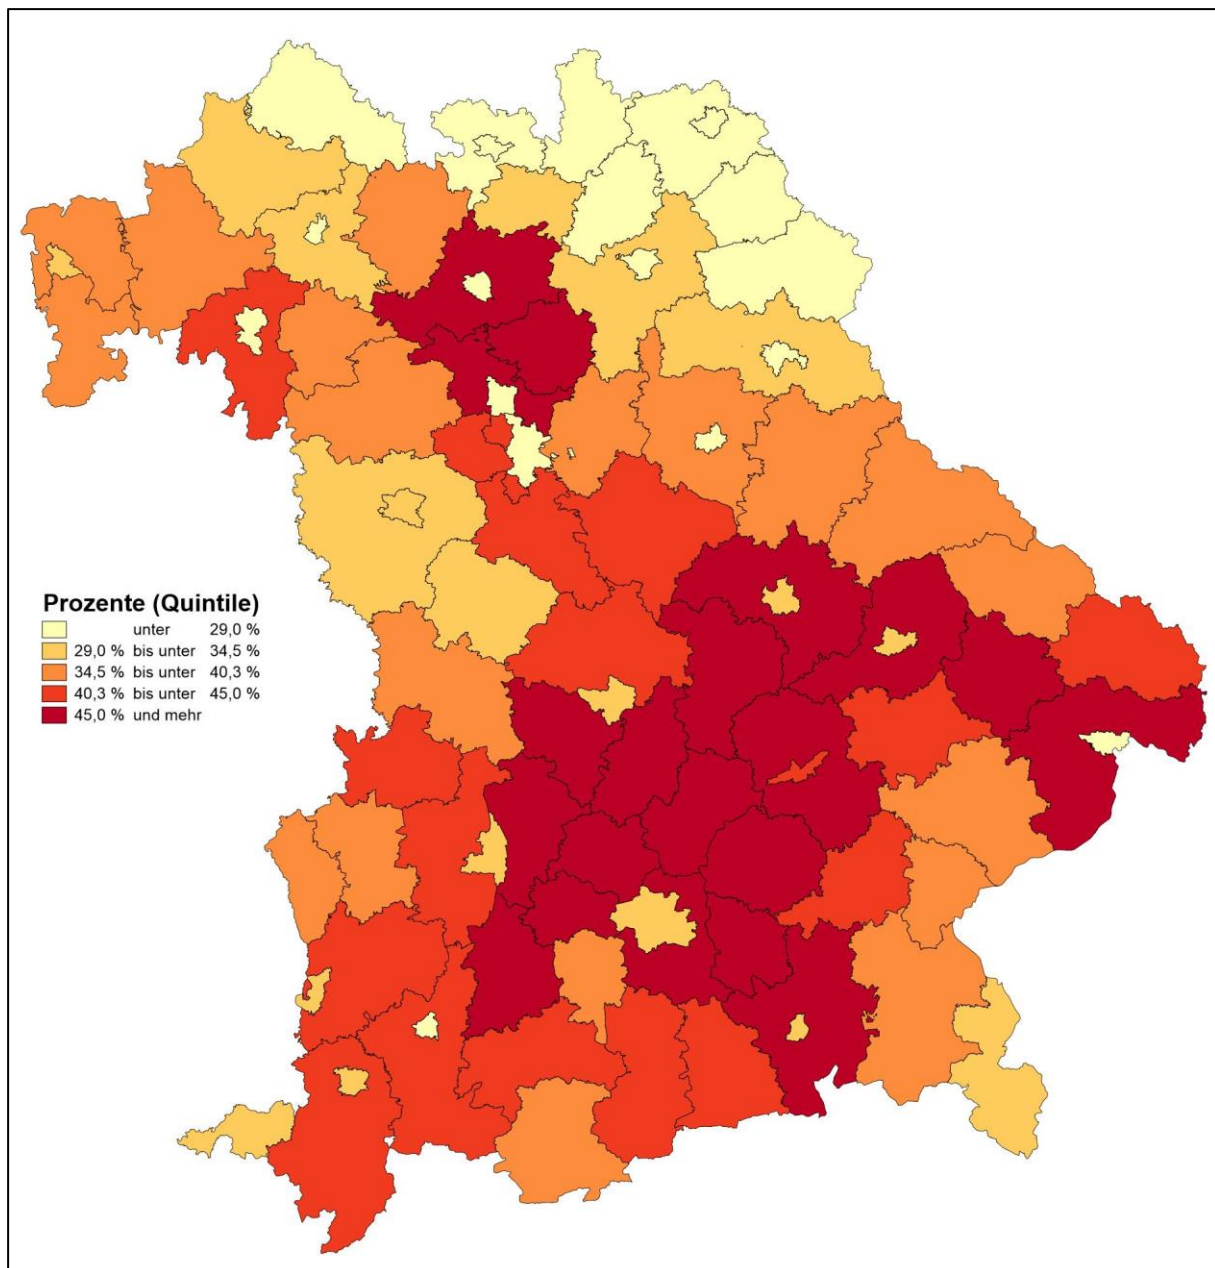 Prozente (Quintile)
unter 29,0 %
29,0 % bis unter 34,5 %
34,5 % bis unter 40,3 %
40,3 % bis unter 45,0 %
45,0 % und mehr